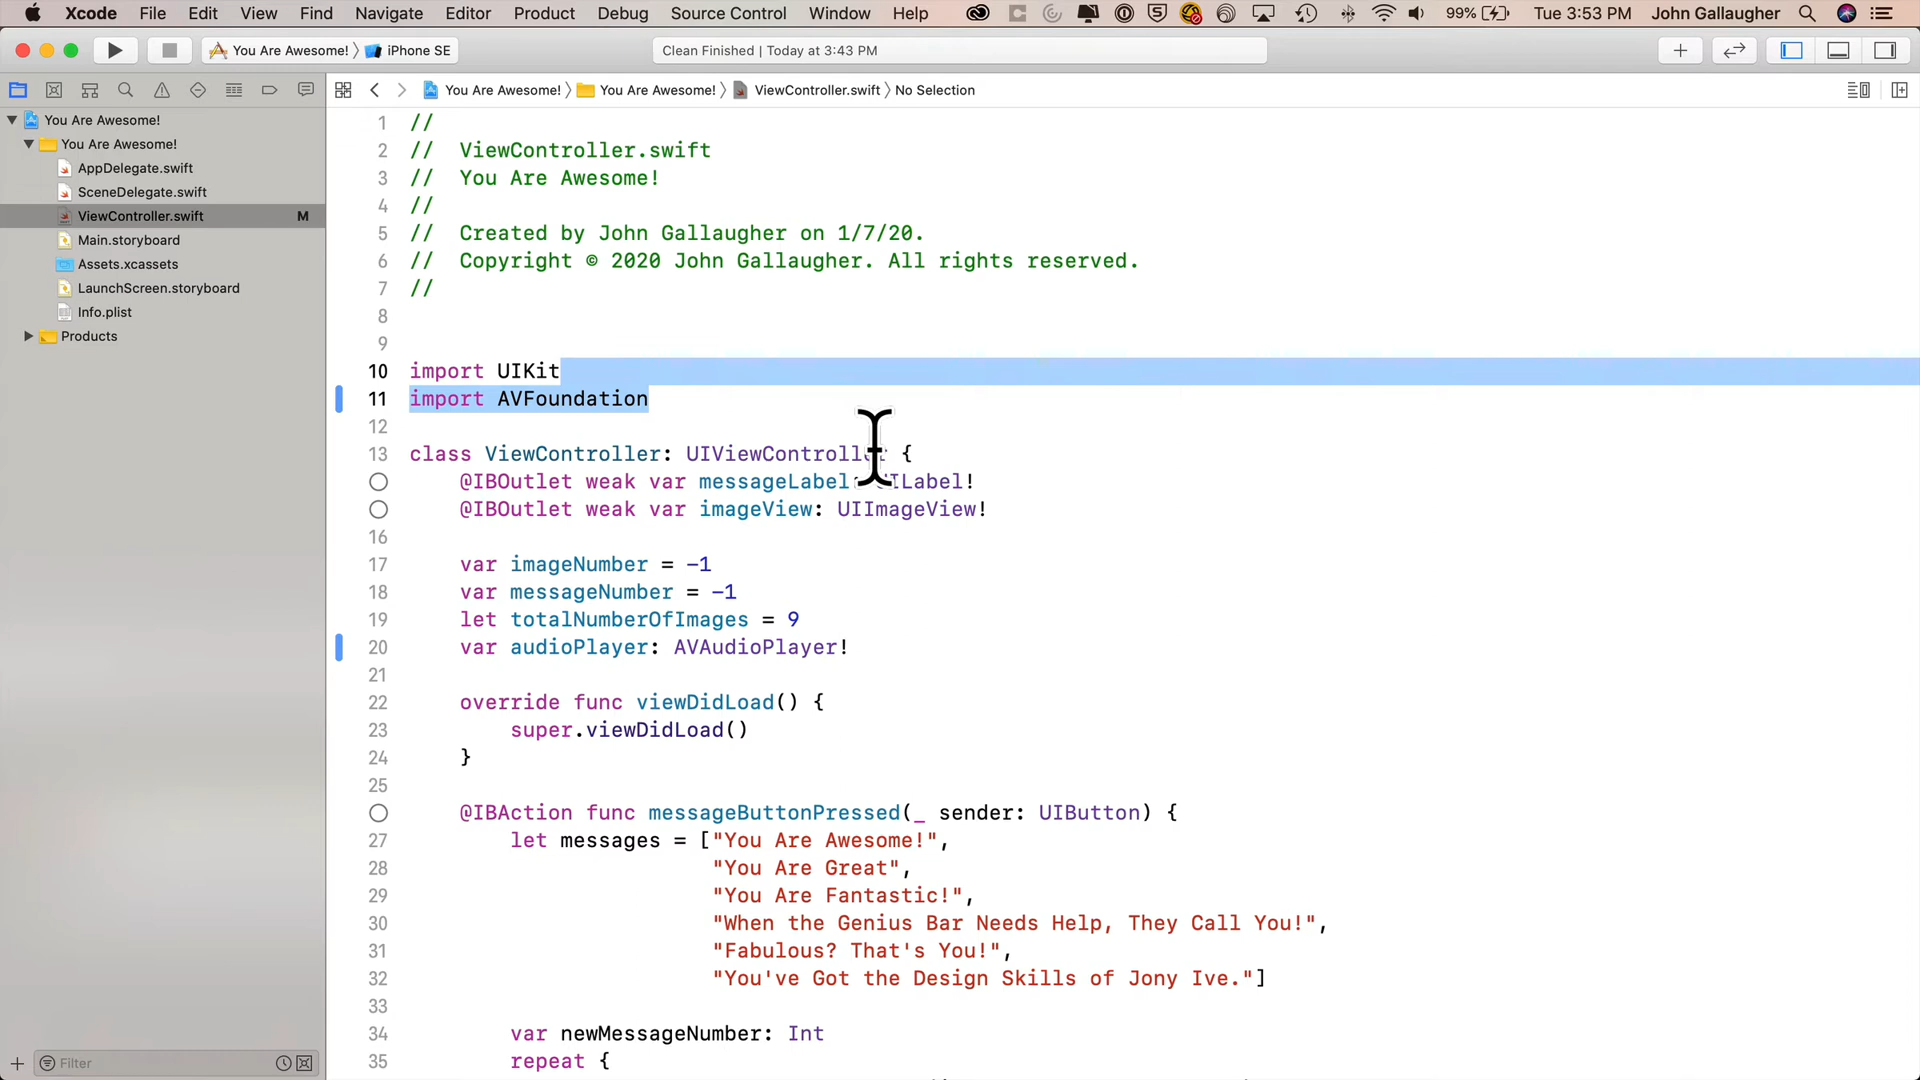 Xcode File Edit View Find Navigate Editor Product Debug Source Control Window Help 99% Tue 3:53 PM John Gallaugher
You Are Awesome! iPhone SE Clean Finished | Today at 3:43 PM
You Are Awesome! You Are Awesome! ViewController.swift No Selection
You Are Awesome!
You Are Awesome!
AppDelegate.swift
SceneDelegate.swift
ViewController.swift M
Main.storyboard
Assets.xcassets
LaunchScreen.storyboard
Info.plist
Products
Filter
1 //
2 // ViewController.swift
3 // You Are Awesome!
4 //
5 // Created by John Gallaugher on 1/7/20.
6 // Copyright © 2020 John Gallaugher. All rights reserved.
7 //
8
9
10 import UIKit
11 import AVFoundation
12
13 class ViewController: UIViewController {
@IBOutlet weak var messageLabel: UILabel!
@IBOutlet weak var imageView: UIImageView!
16
17 var imageNumber = -1
18 var messageNumber = -1
19 let totalNumberOfImages = 9
20 var audioPlayer: AVAudioPlayer!
21
22 override func viewDidLoad() {
23 super.viewDidLoad()
24 }
25
@IBAction func messageButtonPressed(_ sender: UIButton) {
27 let messages = ["You Are Awesome!",
28 "You Are Great",
29 "You Are Fantastic!",
30 "When the Genius Bar Needs Help, They Call You!",
31 "Fabulous? That's You!",
32 "You've Got the Design Skills of Jony Ive."]
33
34 var newMessageNumber: Int
35 repeat {